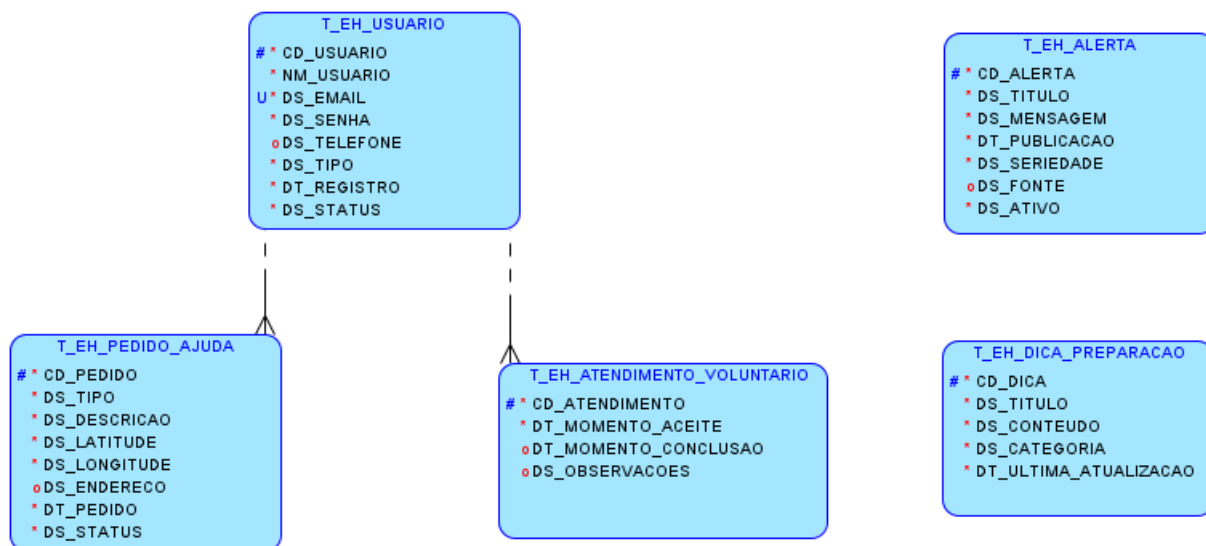 T_EH_USUARIO
# * CD_USUARIO
* NM_USUARIO
U * DS_EMAIL
* DS_SENHA
o DS_TELEFONE
* DS_TIPO
* DT_REGISTRO
* DS_STATUS
T_EH_ALERTA
# * CD_ALERTA
* DS_TITULO
* DS_MENSAGEM
* DT_PUBLICACAO
* DS_SERIEDADE
o DS_FONTE
* DS_ATIVO
T_EH_PEDIDO_AJUDA
# * CD_PEDIDO
* DS_TIPO
* DS_DESCRICAO
* DS_LATITUDE
* DS_LONGITUDE
o DS_ENDERECO
* DT_PEDIDO
* DS_STATUS
T_EH_ATENDIMENTO_VOLUNTARIO
# * CD_ATENDIMENTO
* DT_MOMENTO_ACEITE
o DT_MOMENTO_CONCLUSAO
o DS_OBSERVACOES
T_EH_DICA_PREPARACAO
# * CD_DICA
* DS_TITULO
* DS_CONTEUDO
* DS_CATEGORIA
* DT_ULTIMA_ATUALIZACAO